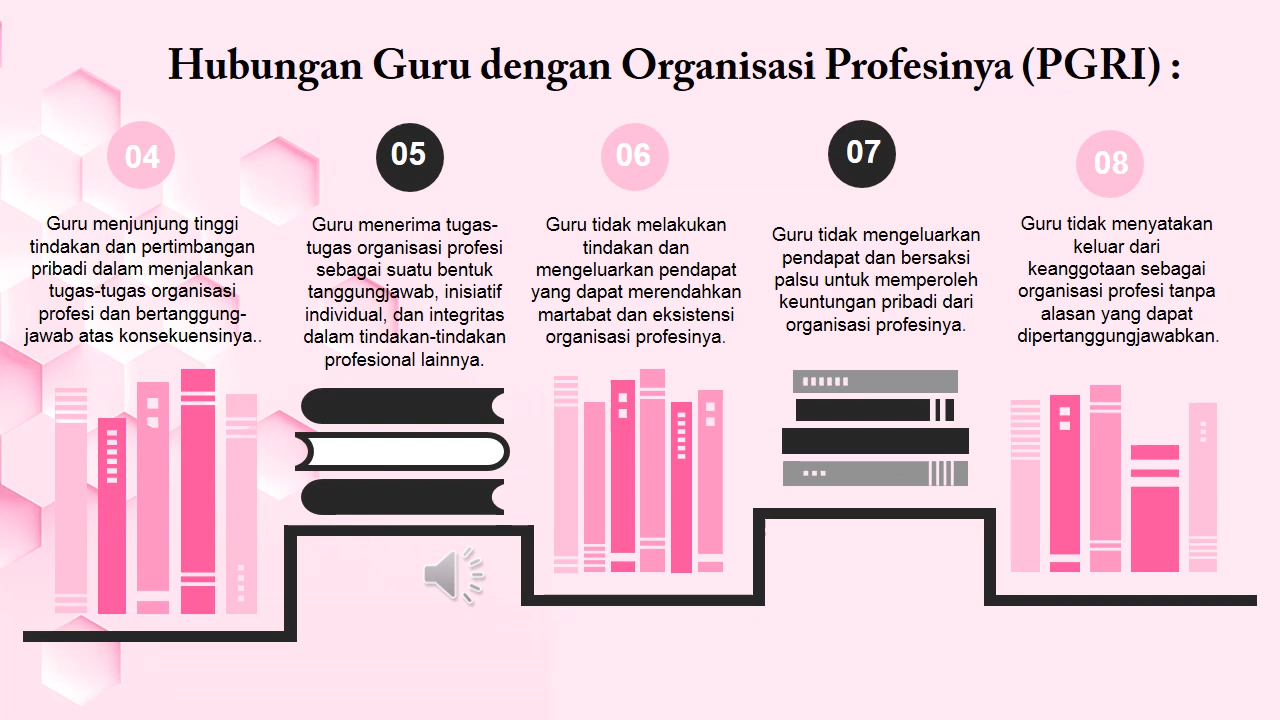 Hubungan Guru dengan Organisasi Profesinya (PGRI) :
04
Guru menjunjung tinggi
tindakan dan pertimbangan
pribadi dalam menjalankan
tugas-tugas organisasi
profesi dan bertanggung-
jawab atas konsekuensinya..
05
Guru menerima tugas-
tugas organisasi profesi
sebagai suatu bentuk
tanggungjawab, inisiatif
individual, dan integritas
dalam tindakan-tindakan
profesional lainnya.
06
Guru tidak melakukan
tindakan dan
mengeluarkan pendapat
yang dapat merendahkan
martabat dan eksistensi
organisasi profesinya.
07
Guru tidak mengeluarkan
pendapat dan bersaksi
palsu untuk memperoleh
keuntungan pribadi dari
organisasi profesinya.
08
Guru tidak menyatakan
keluar dari
keanggotaan sebagai
organisasi profesi tanpa
alasan yang dapat
dipertanggungjawabkan.